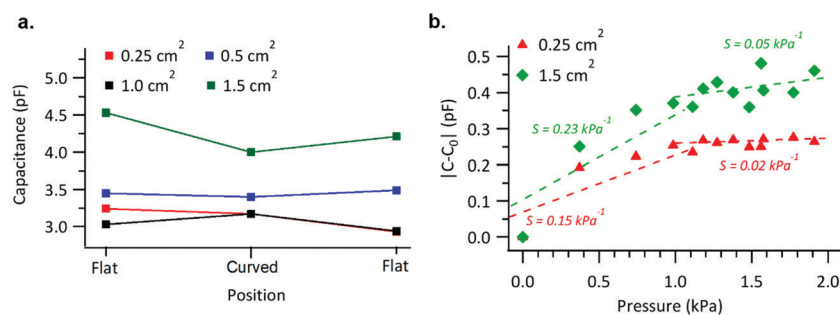 a.
0.25 cm²
0.5 cm²
1.0 cm²
1.5 cm²
5.0
4.5
4.0
3.5
3.0
Capacitance (pF)
Flat
Curved
Flat
Position
b.
0.25 cm²
1.5 cm²
S = 0.05 kPa⁻¹
S = 0.23 kPa⁻¹
S = 0.02 kPa⁻¹
S = 0.15 kPa⁻¹
0.5
0.4
0.3
0.2
0.1
0.0
|C-C₀| (pF)
0.0
0.5
1.0
1.5
2.0
Pressure (kPa)